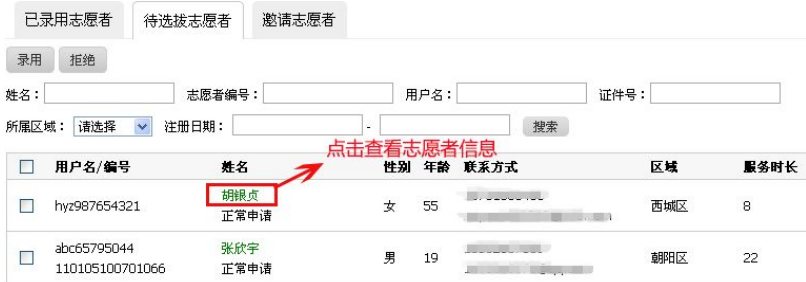 已录用志愿者 待选拔志愿者 邀请志愿者
录用 拒绝
姓名： 志愿者编号： 用户名： 证件号：
所属区域： 请选择 注册日期： - 搜索
点击查看志愿者信息
用户名/编号 姓名 性别 年龄 联系方式 区域 服务时长
hyz987654321 胡银贞 正常申请 女 55 西城区 8
abc65795044 张欣宇 男 19 朝阳区 22
110105100701066 正常申请